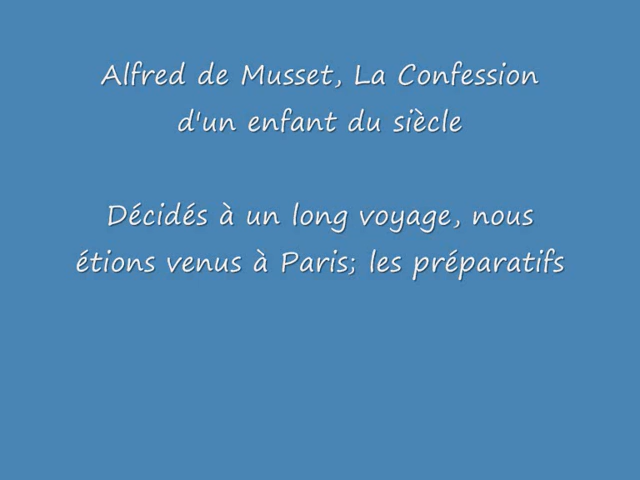 Alfred de Musset, La Confession
d'un enfant du siècle
Décidés à un long voyage, nous
étions venus à Paris; les préparatifs